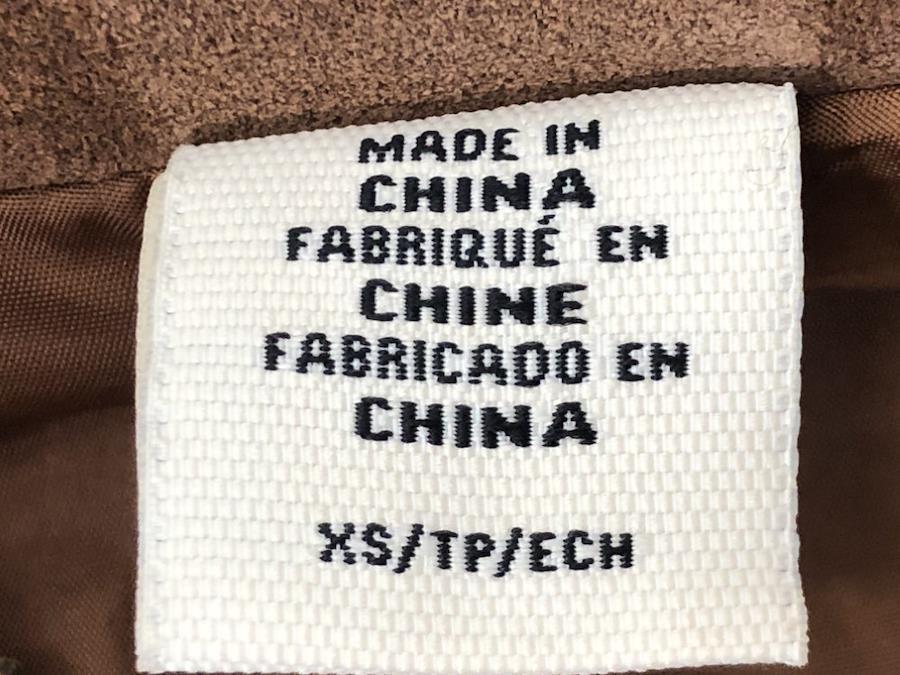 MADE IN
CHINA
FABRIQUÉ EN
CHINE
FABRICADO EN
CHINA
XS/TP/ECH